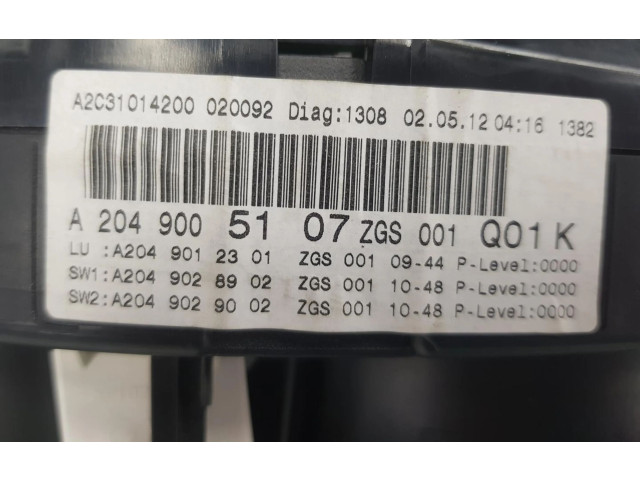 A2C31014200 020092 Diag:1308 02.05.12 04:16 1382
A 204 900 51 07 ZGS 001 Q01 K
LU :A204 901 23 01 ZGS 001 09-44 P-Level:0000
SW1:A204 902 89 02 ZGS 001 10-48 P-Level:0000
SW2:A204 902 90 02 ZGS 001 10-48 P-Level:0000